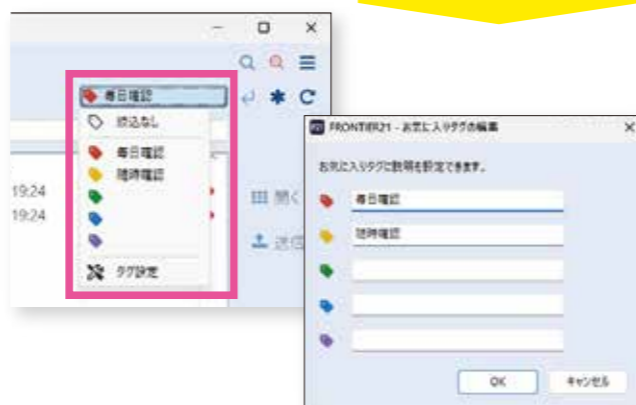 毎日確認
絞込なし
毎日確認
随時確認
タグ設定
19:24
19:24
開く
送信
FRONTIER21 - お気に入りタグの編集
お気に入りタグに説明を設定できます。
毎日確認
随時確認
OK
キャンセル